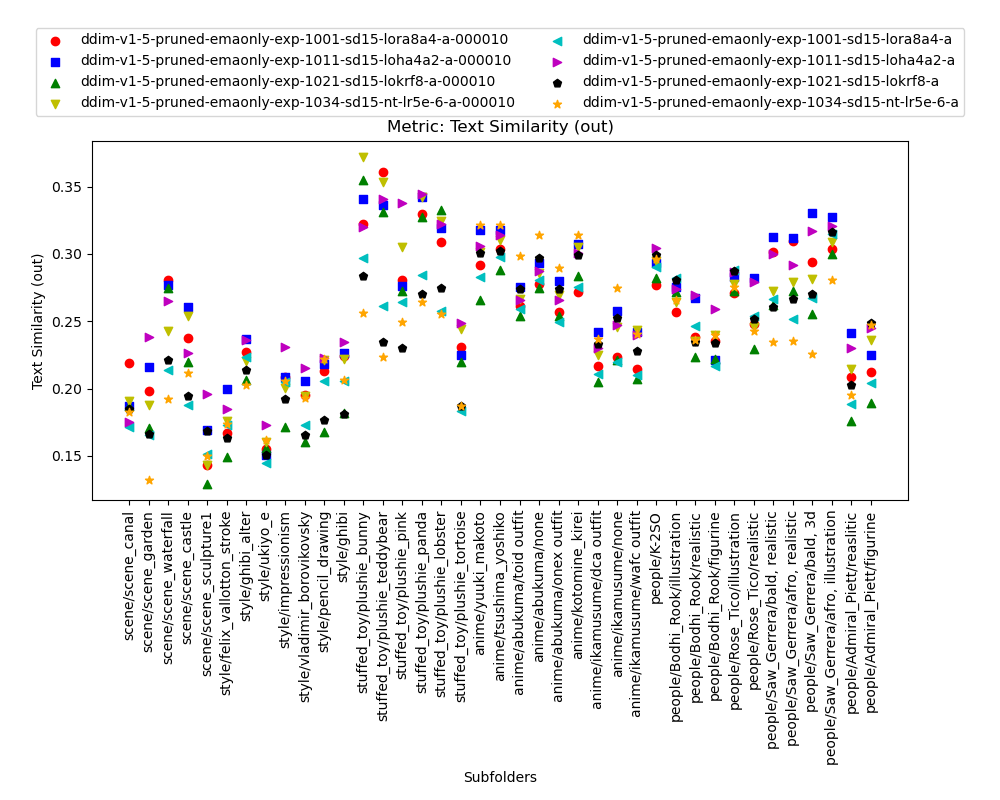 ddim-v1-5-pruned-emaonly-exp-1001-sd15-lora8a4-a-000010
ddim-v1-5-pruned-emaonly-exp-1011-sd15-loha4a2-a-000010
ddim-v1-5-pruned-emaonly-exp-1021-sd15-lokrf8-a-000010
ddim-v1-5-pruned-emaonly-exp-1034-sd15-nt-lr5e-6-a-000010
ddim-v1-5-pruned-emaonly-exp-1001-sd15-lora8a4-a
ddim-v1-5-pruned-emaonly-exp-1011-sd15-loha4a2-a
ddim-v1-5-pruned-emaonly-exp-1021-sd15-lokrf8-a
ddim-v1-5-pruned-emaonly-exp-1034-sd15-nt-lr5e-6-a
Metric: Text Similarity (out)
Text Similarity (out)
0.35
0.30
0.25
0.20
0.15
scene/scene_canal
scene/scene_garden
scene/scene_waterfall
scene/scene_castle
scene/scene_sculpture1
style/felix_vallotton_stroke
style/ghibi_alter
style/ukiyo_e
style/impressionism
style/vladimir_borovikovsky
style/pencil_drawing
style/ghibi
stuffed_toy/plushie_bunny
stuffed_toy/plushie_teddybear
stuffed_toy/plushie_pink
stuffed_toy/plushie_panda
stuffed_toy/plushie_lobster
stuffed_toy/plushie_tortoise
anime/yuuki_makoto
anime/tsushima_yoshiko
anime/abukuma/toid outfit
anime/abukuma/none
anime/abukuma/onex outfit
anime/kotomine_kirei
anime/ikamusume/dca outfit
anime/ikamusume/none
anime/ikamusume/wafc outfit
people/K-2SO
people/Bodhi_Rook/illustration
people/Bodhi_Rook/realistic
people/Bodhi_Rook/figurine
people/Rose_Tico/illustration
people/Rose_Tico/realistic
people/Saw_Gerrera/bald, realistic
people/Saw_Gerrera/afro, realistic
people/Saw_Gerrera/bald, 3d
people/Saw_Gerrera/afro, illustration
people/Admiral_Piett/reaslitic
people/Admiral_Piett/figurine
Subfolders